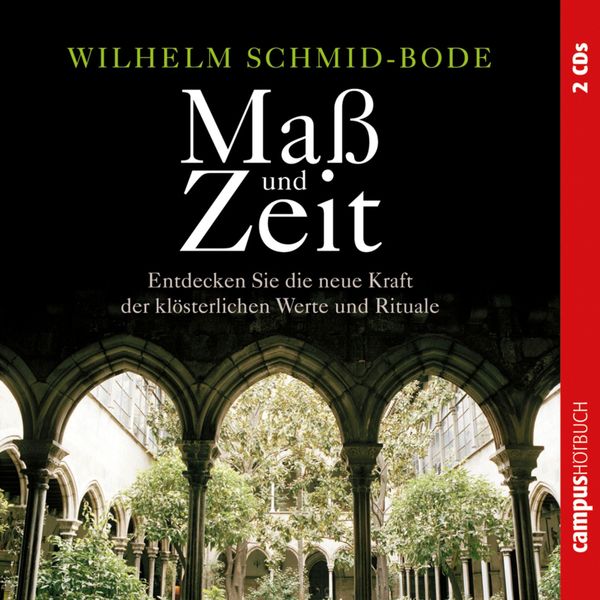 WILHELM SCHMID-BODE
Maß
und
Zeit
Entdecken Sie die neue Kraft
der klösterlichen Werte und Rituale
2 CDs
campusHÖRBUCH